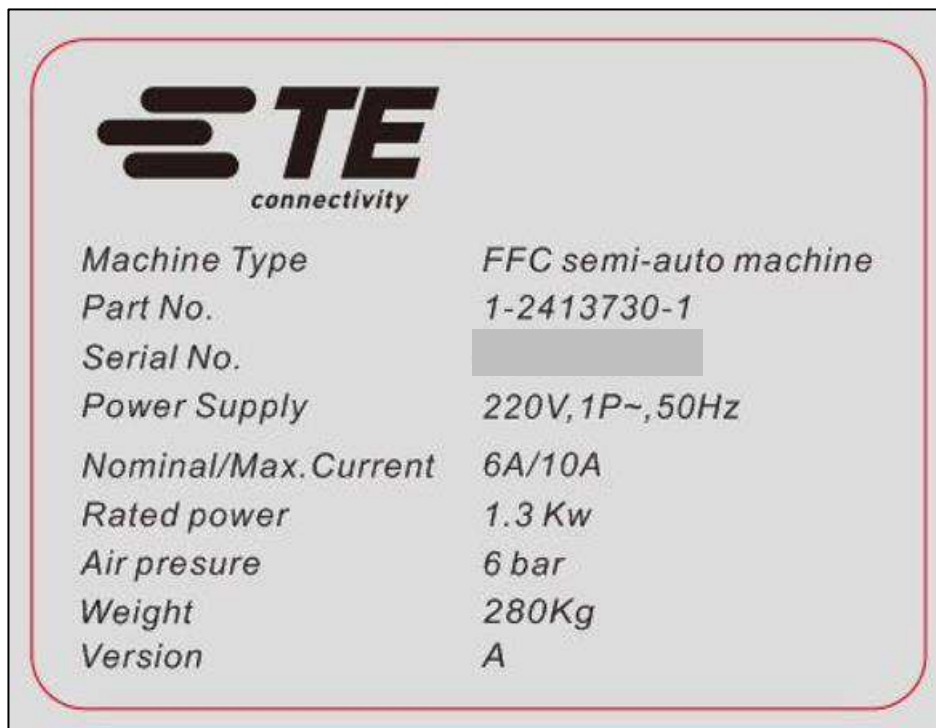 TE
connectivity
Machine Type FFC semi-auto machine
Part No. 1-2413730-1
Serial No.
Power Supply 220V,1P~,50Hz
Nominal/Max.Current 6A/10A
Rated power 1.3 Kw
Air presure 6 bar
Weight 280Kg
Version A